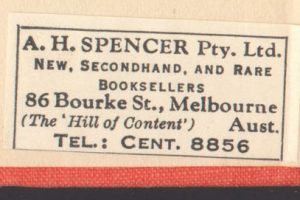 A. H. SPENCER Pty. Ltd.
NEW, SECONDHAND, AND RARE
BOOKSELLERS
86 Bourke St., Melbourne
(The 'Hill of Content') Aust.
TEL.: CENT. 8856